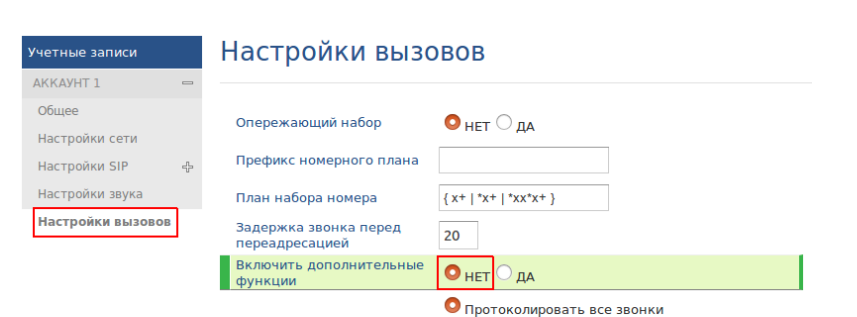 Учетные записи
Настройки вызовов
АККАУНТ 1
Общее
Настройки сети
Настройки SIP
Настройки звука
Настройки вызовов
Опережающий набор
НЕТ ДА
Префикс номерного плана
План набора номера
{ x+ | *x+ | *xx*x+ }
Задержка звонка перед
переадресацией
20
Включить дополнительные
функции
НЕТ ДА
Протоколировать все звонки